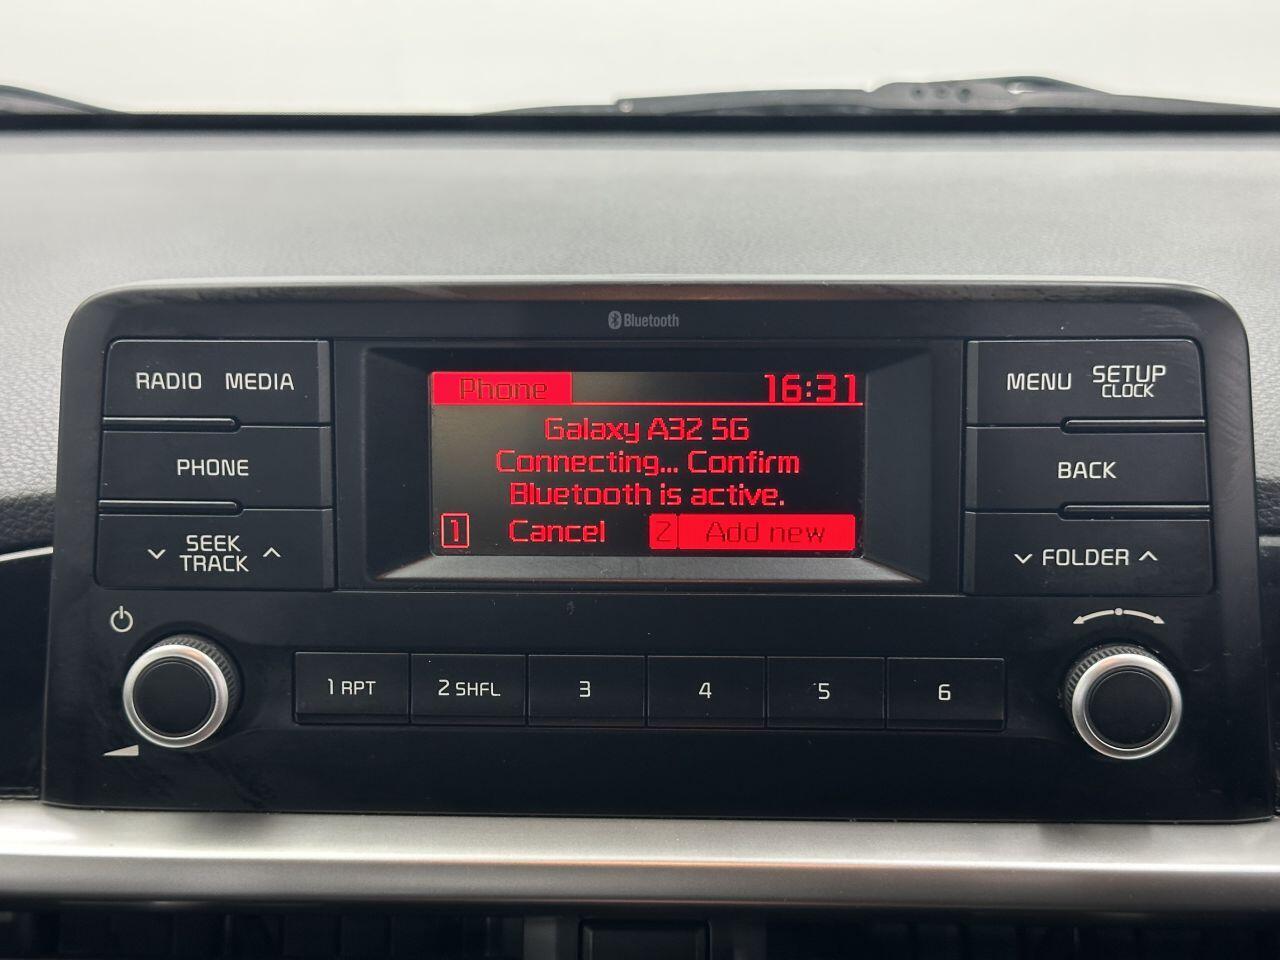 Bluetooth
RADIO MEDIA
PHONE
SEEK
TRACK
Phone 16:31
Galaxy A32 5G
Connecting... Confirm
Bluetooth is active.
1 Cancel 2 Add new
MENU SETUP
CLOCK
BACK
FOLDER
1 RPT 2 SHFL 3 4 5 6